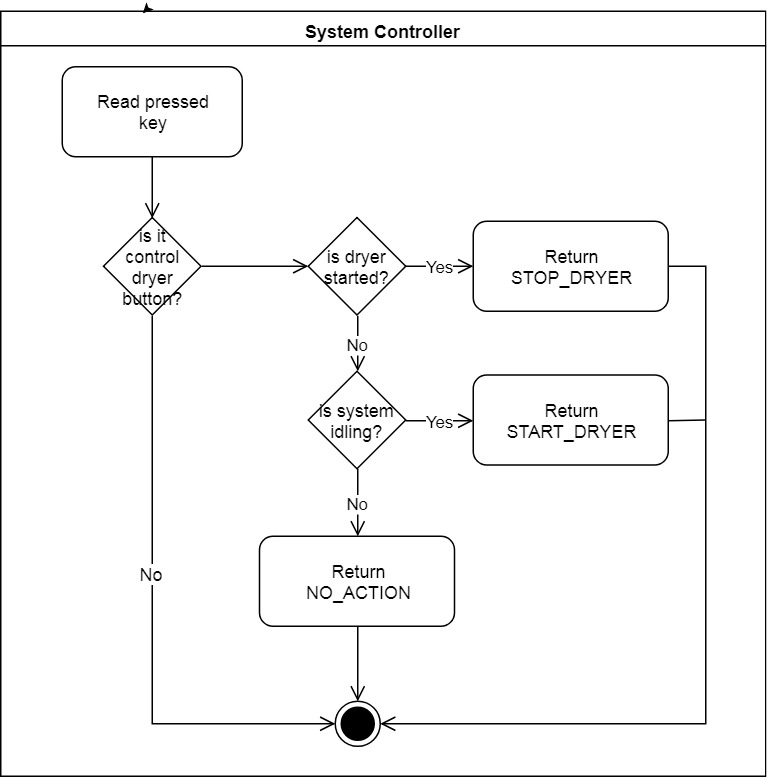 System Controller
Read pressed
key
is it
control
dryer
button?
is dryer
started?
Yes
Return
STOP_DRYER
No
is system
idling?
Yes
Return
START_DRYER
No
Return
NO_ACTION
No